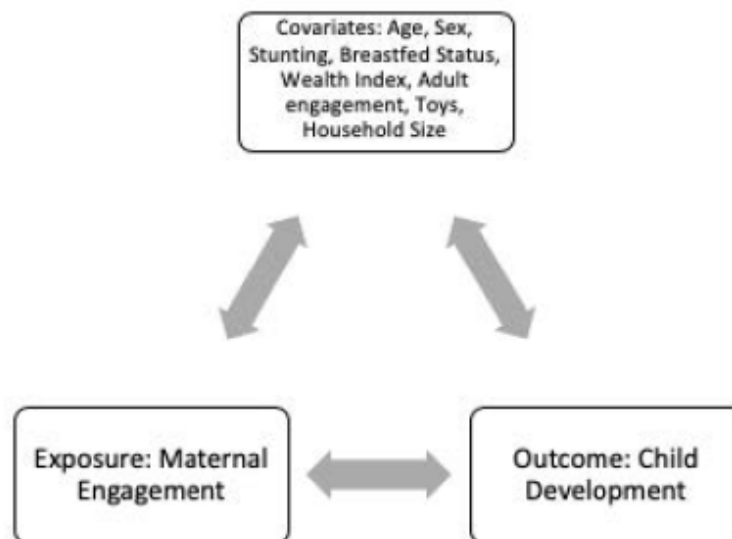 Covariates: Age, Sex,
Stunting, Breastfed Status,
Wealth Index, Adult
engagement, Toys,
Household Size
Exposure: Maternal
Engagement
Outcome: Child
Development